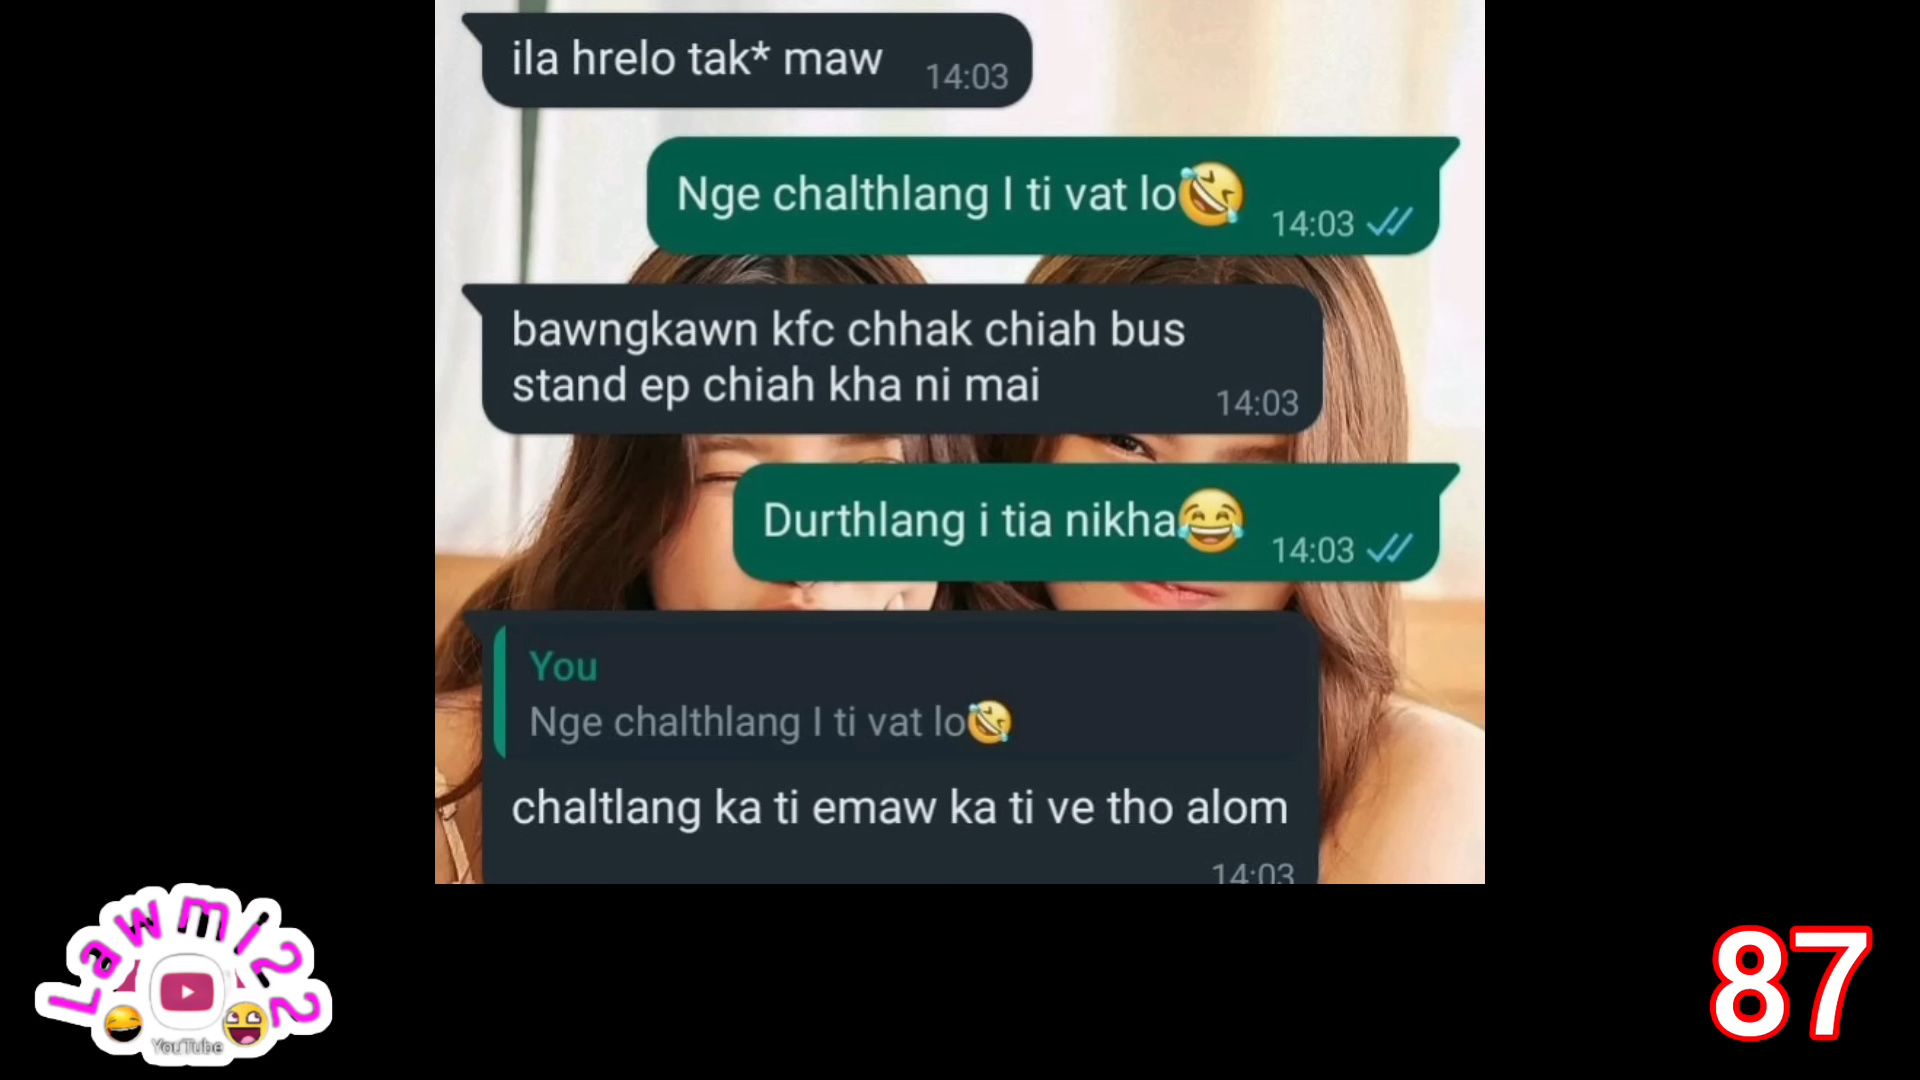 ila hrelo tak* maw
14:03
Nge chalthlang I ti vat lo🤣
14:03
bawngkawn kfc chhak chiah bus
stand ep chiah kha ni mai
14:03
Durthlang i tia nikha😂
14:03
You
Nge chalthlang I ti vat lo🤣
chaltlang ka ti emaw ka ti ve tho alom
14:03
Lawmi22
YouTube
87